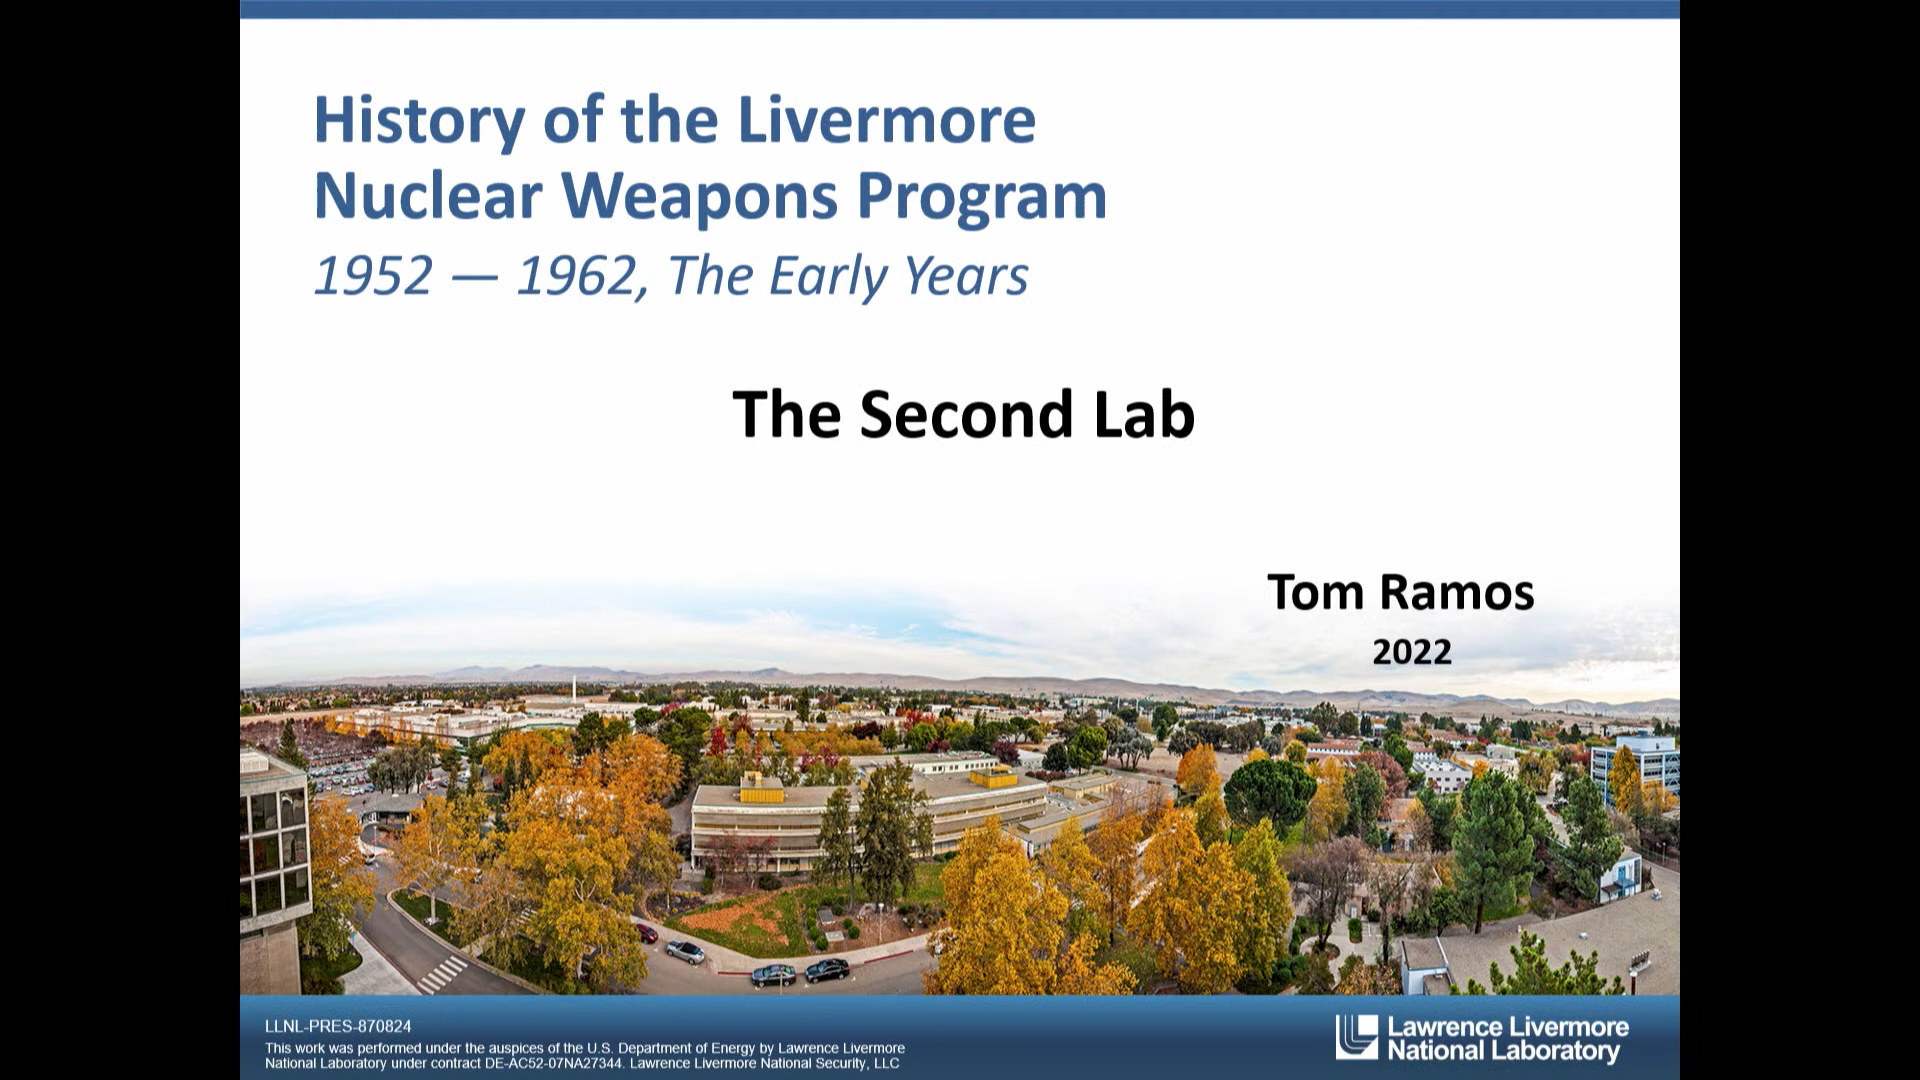 History of the Livermore
Nuclear Weapons Program
1952 — 1962, The Early Years
The Second Lab
Tom Ramos
2022
LLNL-PRES-870824
This work was performed under the auspices of the U.S. Department of Energy by Lawrence Livermore
National Laboratory under contract DE-AC52-07NA27344. Lawrence Livermore National Security, LLC
Lawrence Livermore
National Laboratory